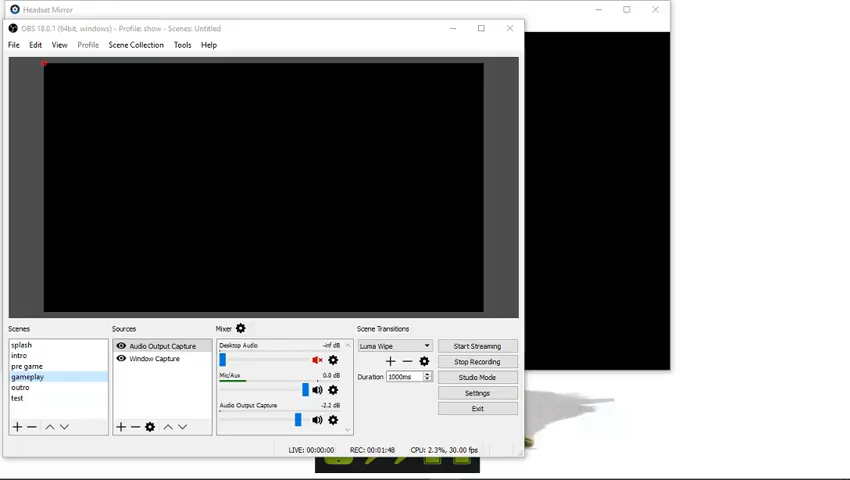 Headset Mirror
OBS 18.0.1 (64bit, windows) - Profile: show - Scenes: Untitled
File Edit View Profile Scene Collection Tools Help
Scenes
splash
intro
pre game
gameplay
outro
test
Sources
Audio Output Capture
Window Capture
Mixer
Desktop Audio -inf dB
Mic/Aux 0.0 dB
Audio Output Capture -2.2 dB
Scene Transitions
Luma Wipe
Duration 1000ms
Start Streaming
Stop Recording
Studio Mode
Settings
Exit
LIVE: 00:00:00 REC: 00:01:48 CPU: 2.3%, 30.00 fps